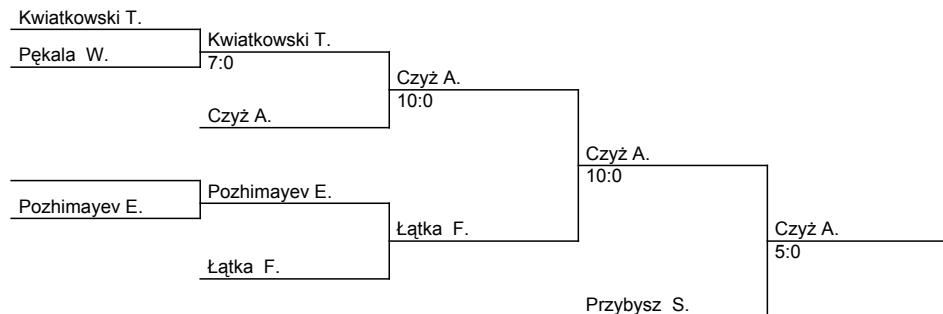 Kwiatkowski T.
Pękala W.
Kwiatkowski T.
7:0
Czyż A.
Czyż A.
10:0
Pozhimayev E.
Pozhimayev E.
Łątka F.
Łątka F.
Czyż A.
10:0
Przybysz S.
Czyż A.
5:0